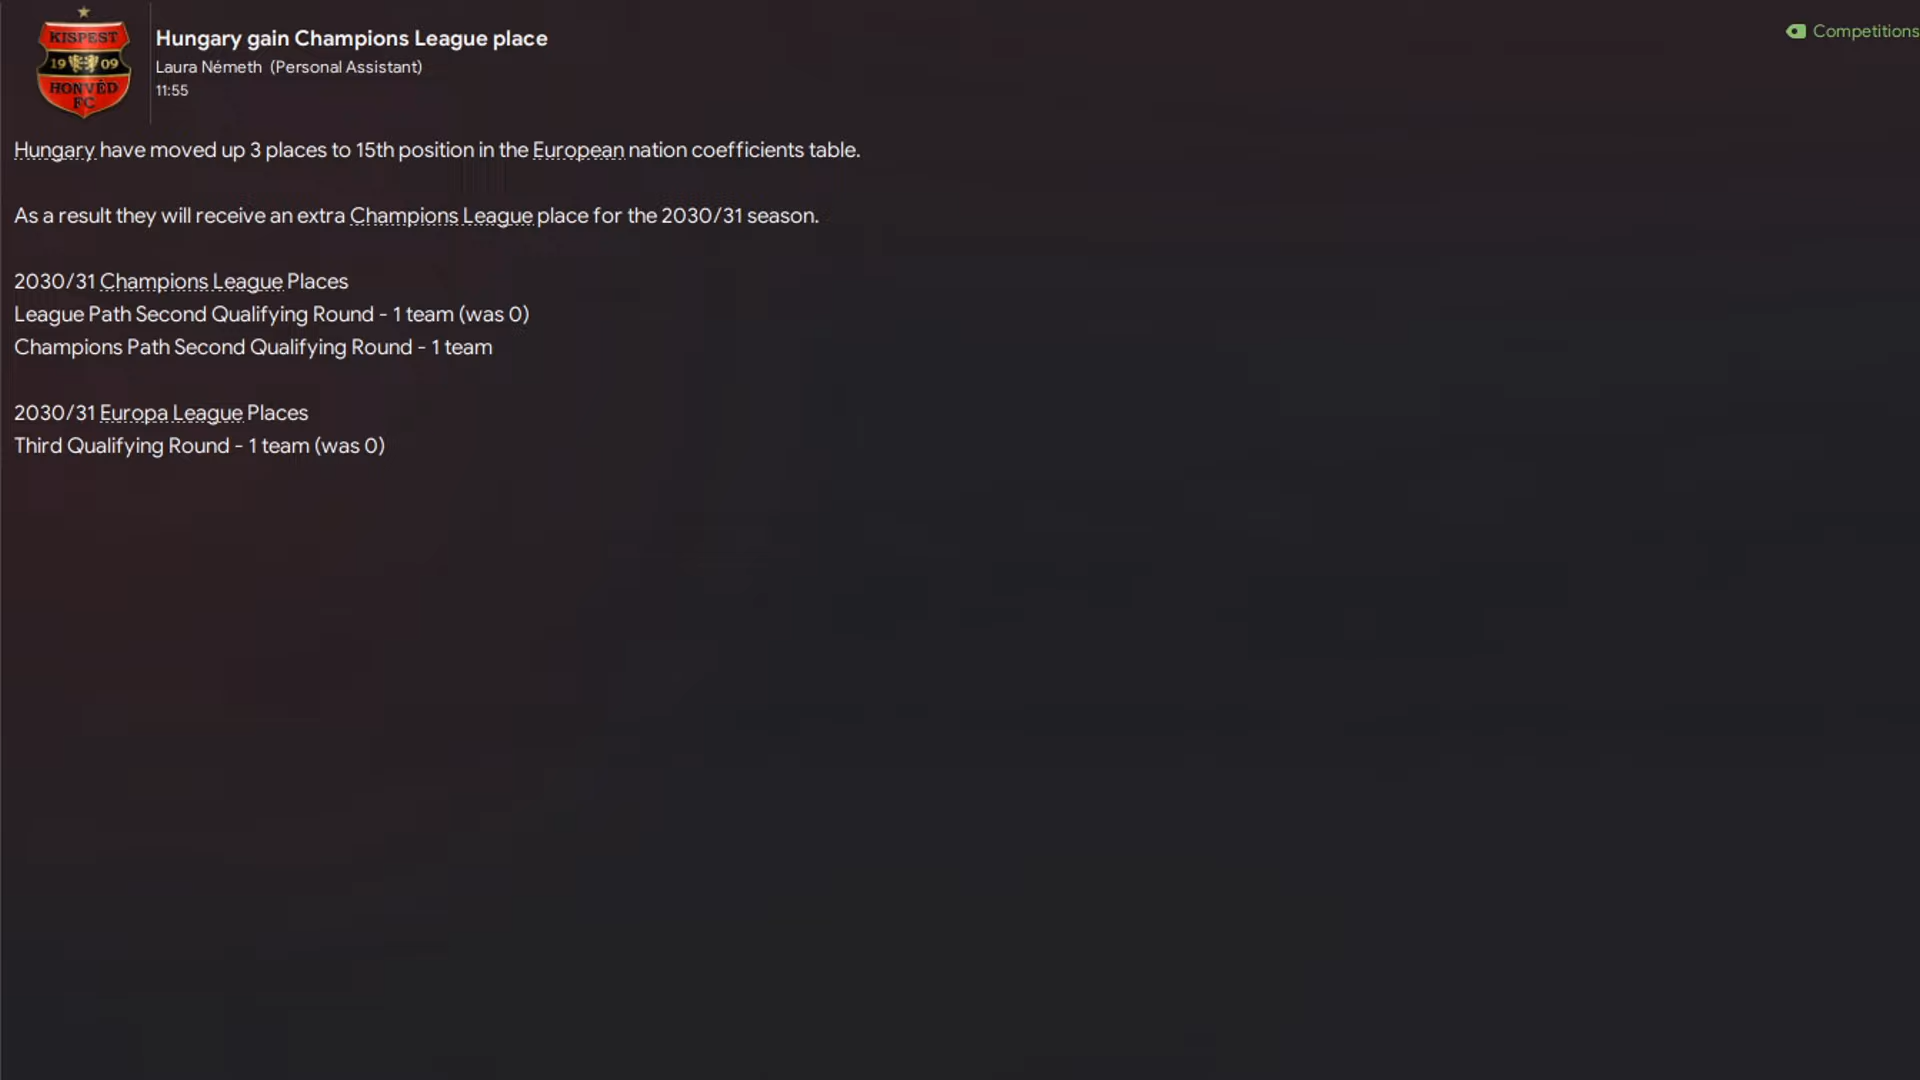 KISPEST
19 09
HONVÉD
FC
Hungary gain Champions League place
Laura Németh (Personal Assistant)
11:55
Competitions
Hungary have moved up 3 places to 15th position in the European nation coefficients table.
As a result they will receive an extra Champions League place for the 2030/31 season.
2030/31 Champions League Places
League Path Second Qualifying Round - 1 team (was 0)
Champions Path Second Qualifying Round - 1 team
2030/31 Europa League Places
Third Qualifying Round - 1 team (was 0)